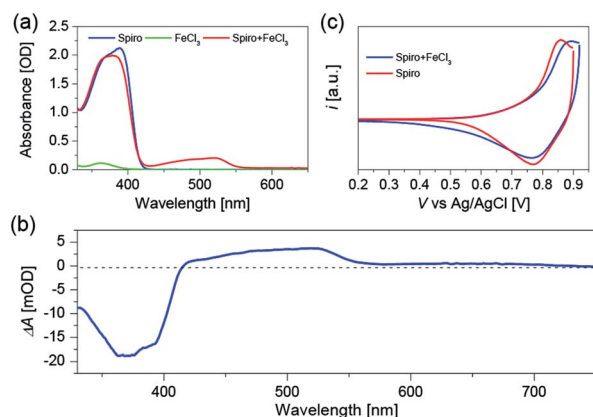 (a)
Spiro FeCl₃ Spiro+FeCl₃
Absorbance [OD]
2.5
2.0
1.5
1.0
0.5
0.0
400 500 600
Wavelength [nm]
(c)
Spiro+FeCl₃
Spiro
i [a.u.]
0.2 0.3 0.4 0.5 0.6 0.7 0.8 0.9 1.0
V vs Ag/AgCl [V]
(b)
ΔA [mOD]
5
0
-5
-10
-15
-20
400 500 600 700
Wavelength [nm]